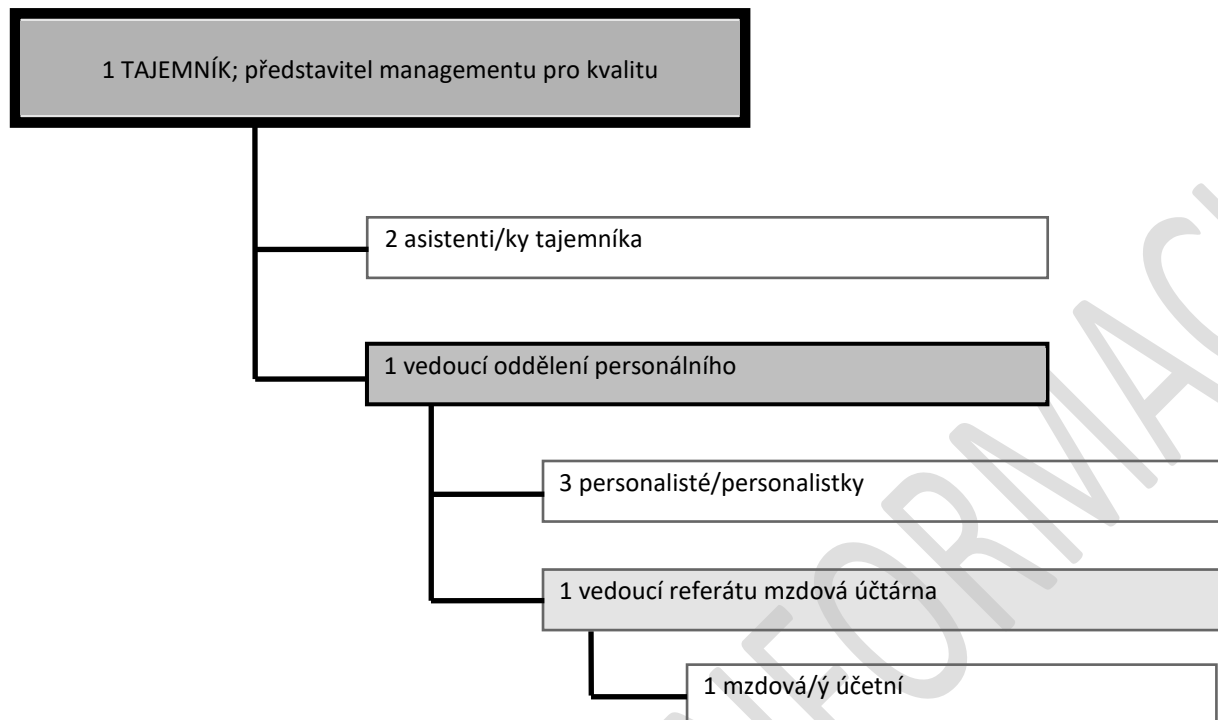 1 TAJEMNÍK; představitel managementu pro kvalitu
2 asistenti/ky tajemníka
1 vedoucí oddělení personálního
3 personalisté/personalistky
1 vedoucí referátu mzdová účtárna
1 mzdová/ý účetní